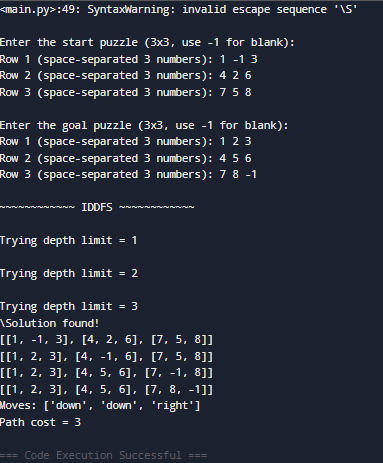 <main.py>:49: SyntaxWarning: invalid escape sequence '\S'
Enter the start puzzle (3x3, use -1 for blank):
Row 1 (space-separated 3 numbers): 1 -1 3
Row 2 (space-separated 3 numbers): 4 2 6
Row 3 (space-separated 3 numbers): 7 5 8
Enter the goal puzzle (3x3, use -1 for blank):
Row 1 (space-separated 3 numbers): 1 2 3
Row 2 (space-separated 3 numbers): 4 5 6
Row 3 (space-separated 3 numbers): 7 8 -1
~~~~~~~~~~~~ IDDFS ~~~~~~~~~~~~
Trying depth limit = 1
Trying depth limit = 2
Trying depth limit = 3
\Solution found!
[[1, -1, 3], [4, 2, 6], [7, 5, 8]]
[[1, 2, 3], [4, -1, 6], [7, 5, 8]]
[[1, 2, 3], [4, 5, 6], [7, -1, 8]]
[[1, 2, 3], [4, 5, 6], [7, 8, -1]]
Moves: ['down', 'down', 'right']
Path cost = 3
=== Code Execution Successful ===